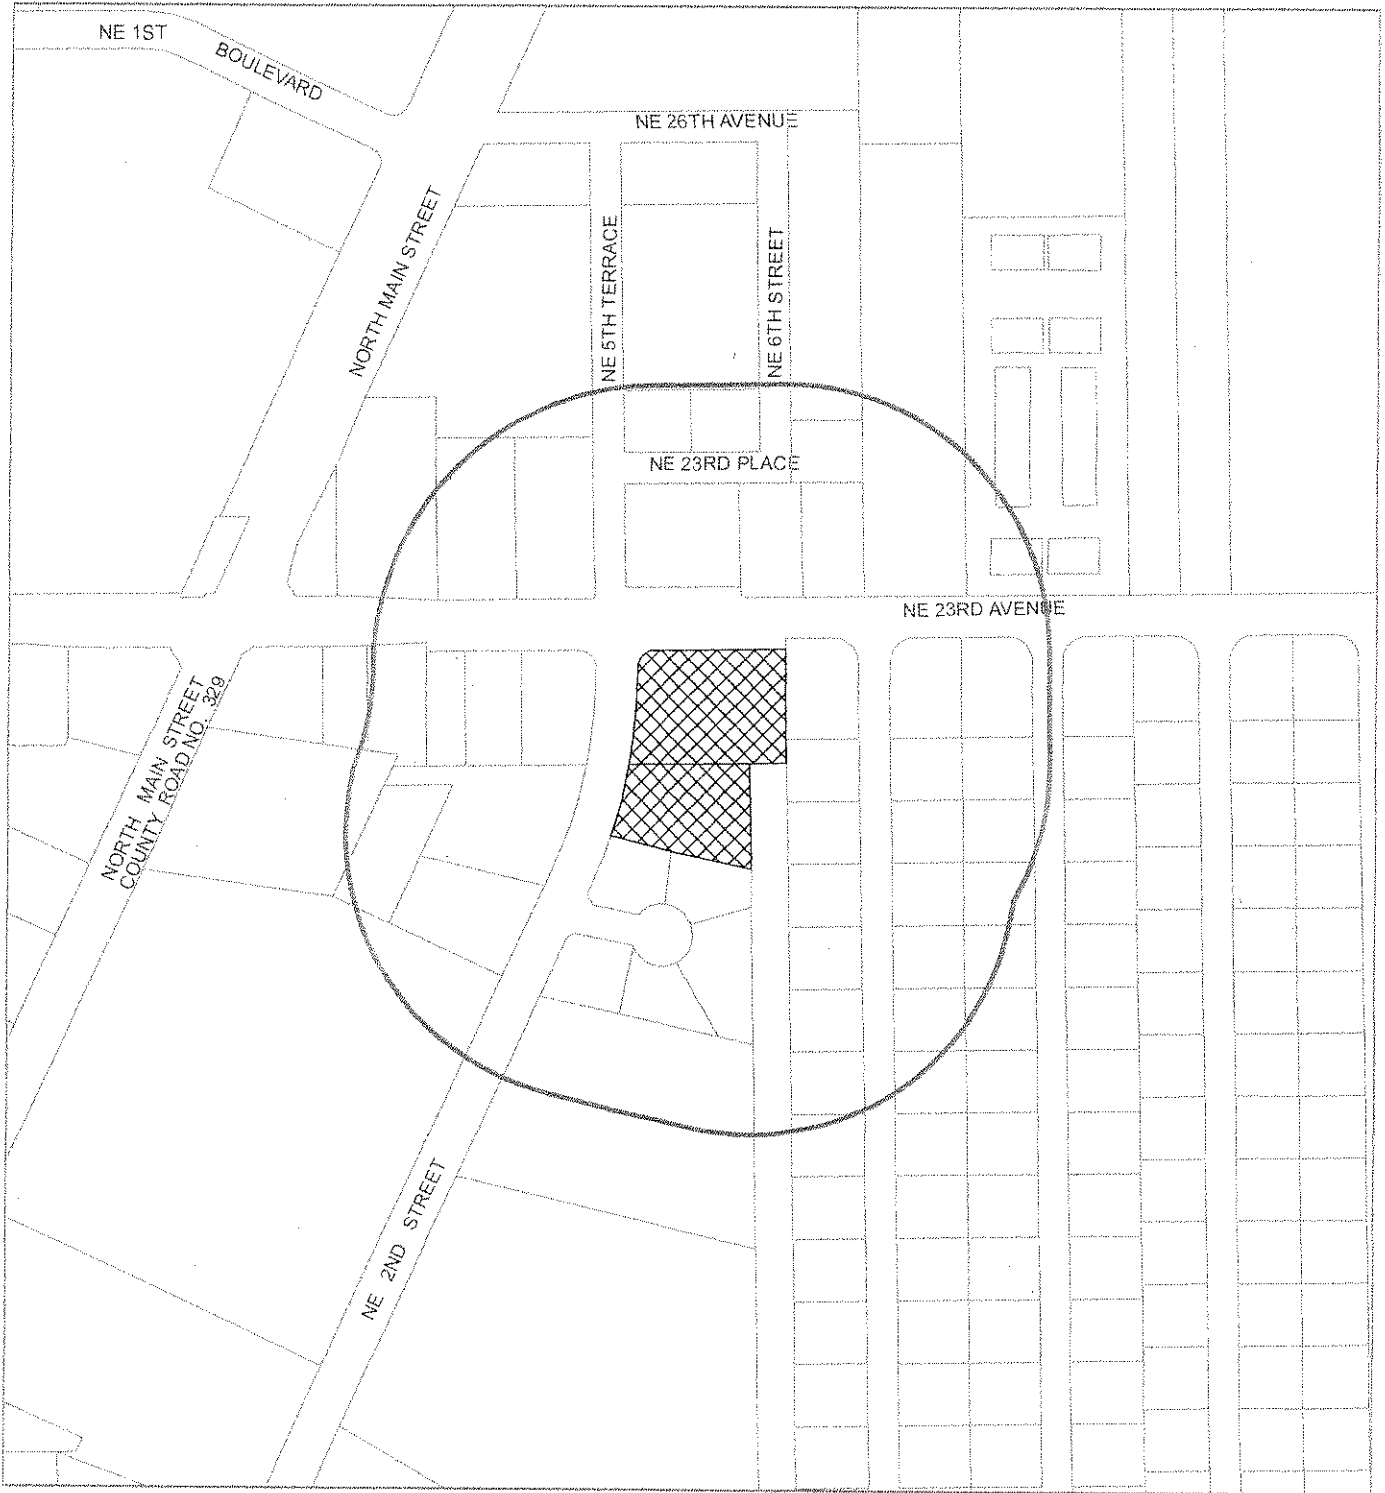 NE 1ST
BOULEVARD
NE 26TH AVENUE
NORTH MAIN STREET
NE 5TH TERRACE
NE 6TH STREET
NE 23RD PLACE
NE 23RD AVENUE
NORTH MAIN STREET
COUNTY ROAD NO. 329
NE 2ND STREET